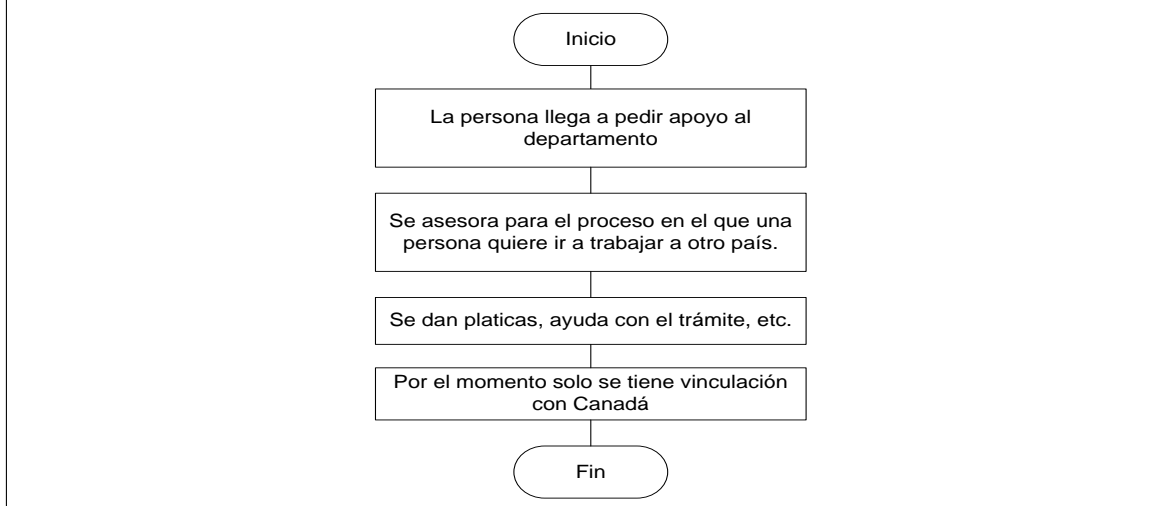 Inicio
La persona llega a pedir apoyo al
departamento
Se asesora para el proceso en el que una
persona quiere ir a trabajar a otro país.
Se dan platicas, ayuda con el trámite, etc.
Por el momento solo se tiene vinculación
con Canadá
Fin